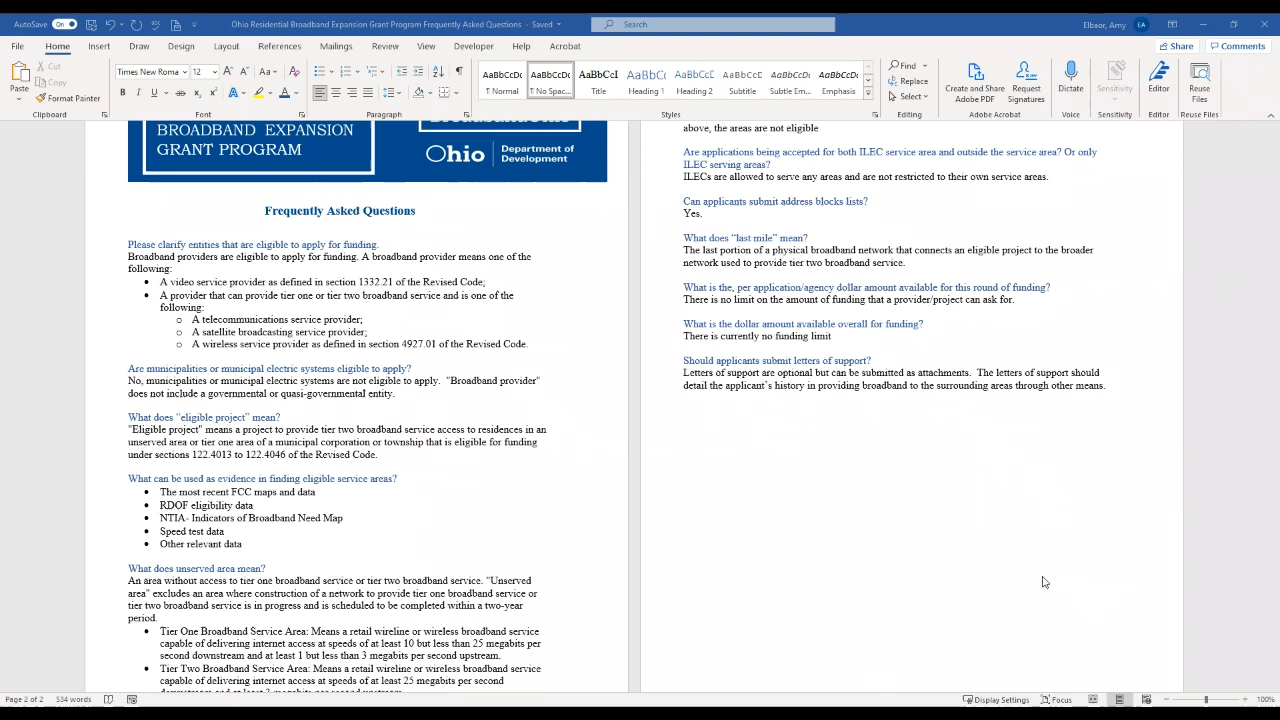 AutoSave On Ohio Residential Broadband Expansion Grant Program Frequently Asked Questions - Saved Search Elbaor, Amy EA
File Home Insert Draw Design Layout References Mailings Review View Developer Help Acrobat Share Comments
Paste Cut Copy Format Painter
Times New Roma 12
AaBbCcDc AaBbCcDc AaBbCcI AaBbCc AaBbCcE AaBbCcDc AaBbCcDc AaBbCcDc
¶ Normal ¶ No Spac... Title Heading 1 Heading 2 Subtitle Subtle Em... Emphasis
Find Replace Select
Create and Share Adobe PDF Request Signatures Dictate Sensitivity Editor Reuse Files
Clipboard Font Paragraph Styles Editing Adobe Acrobat Voice Sensitivity Editor Reuse Files
BROADBAND EXPANSION
GRANT PROGRAM
Ohio Department of
Development
Frequently Asked Questions
Please clarify entities that are eligible to apply for funding.
Broadband providers are eligible to apply for funding. A broadband provider means one of the
following:
• A video service provider as defined in section 1332.21 of the Revised Code;
• A provider that can provide tier one or tier two broadband service and is one of the
following:
o A telecommunications service provider;
o A satellite broadcasting service provider;
o A wireless service provider as defined in section 4927.01 of the Revised Code.
Are municipalities or municipal electric systems eligible to apply?
No, municipalities or municipal electric systems are not eligible to apply. "Broadband provider"
does not include a governmental or quasi-governmental entity.
What does “eligible project” mean?
"Eligible project" means a project to provide tier two broadband service access to residences in an
unserved area or tier one area of a municipal corporation or township that is eligible for funding
under sections 122.4013 to 122.4046 of the Revised Code.
What can be used as evidence in finding eligible service areas?
• The most recent FCC maps and data
• RDOF eligibility data
• NTIA- Indicators of Broadband Need Map
• Speed test data
• Other relevant data
What does unserved area mean?
An area without access to tier one broadband service or tier two broadband service. "Unserved
area" excludes an area where construction of a network to provide tier one broadband service or
tier two broadband service is in progress and is scheduled to be completed within a two-year
period.
• Tier One Broadband Service Area: Means a retail wireline or wireless broadband service
capable of delivering internet access at speeds of at least 10 but less than 25 megabits per
second downstream and at least 1 but less than 3 megabits per second upstream.
• Tier Two Broadband Service Area: Means a retail wireline or wireless broadband service
capable of delivering internet access at speeds of at least 25 megabits per second
above, the areas are not eligible
Are applications being accepted for both ILEC service area and outside the service area? Or only
ILEC serving areas?
ILECs are allowed to serve any areas and are not restricted to their own service areas.
Can applicants submit address blocks lists?
Yes.
What does “last mile” mean?
The last portion of a physical broadband network that connects an eligible project to the broader
network used to provide tier two broadband service.
What is the, per application/agency dollar amount available for this round of funding?
There is no limit on the amount of funding that a provider/project can ask for.
What is the dollar amount available overall for funding?
There is currently no funding limit
Should applicants submit letters of support?
Letters of support are optional but can be submitted as attachments. The letters of support should
detail the applicant’s history in providing broadband to the surrounding areas through other means.
Page 2 of 2 534 words Display Settings Focus 100%